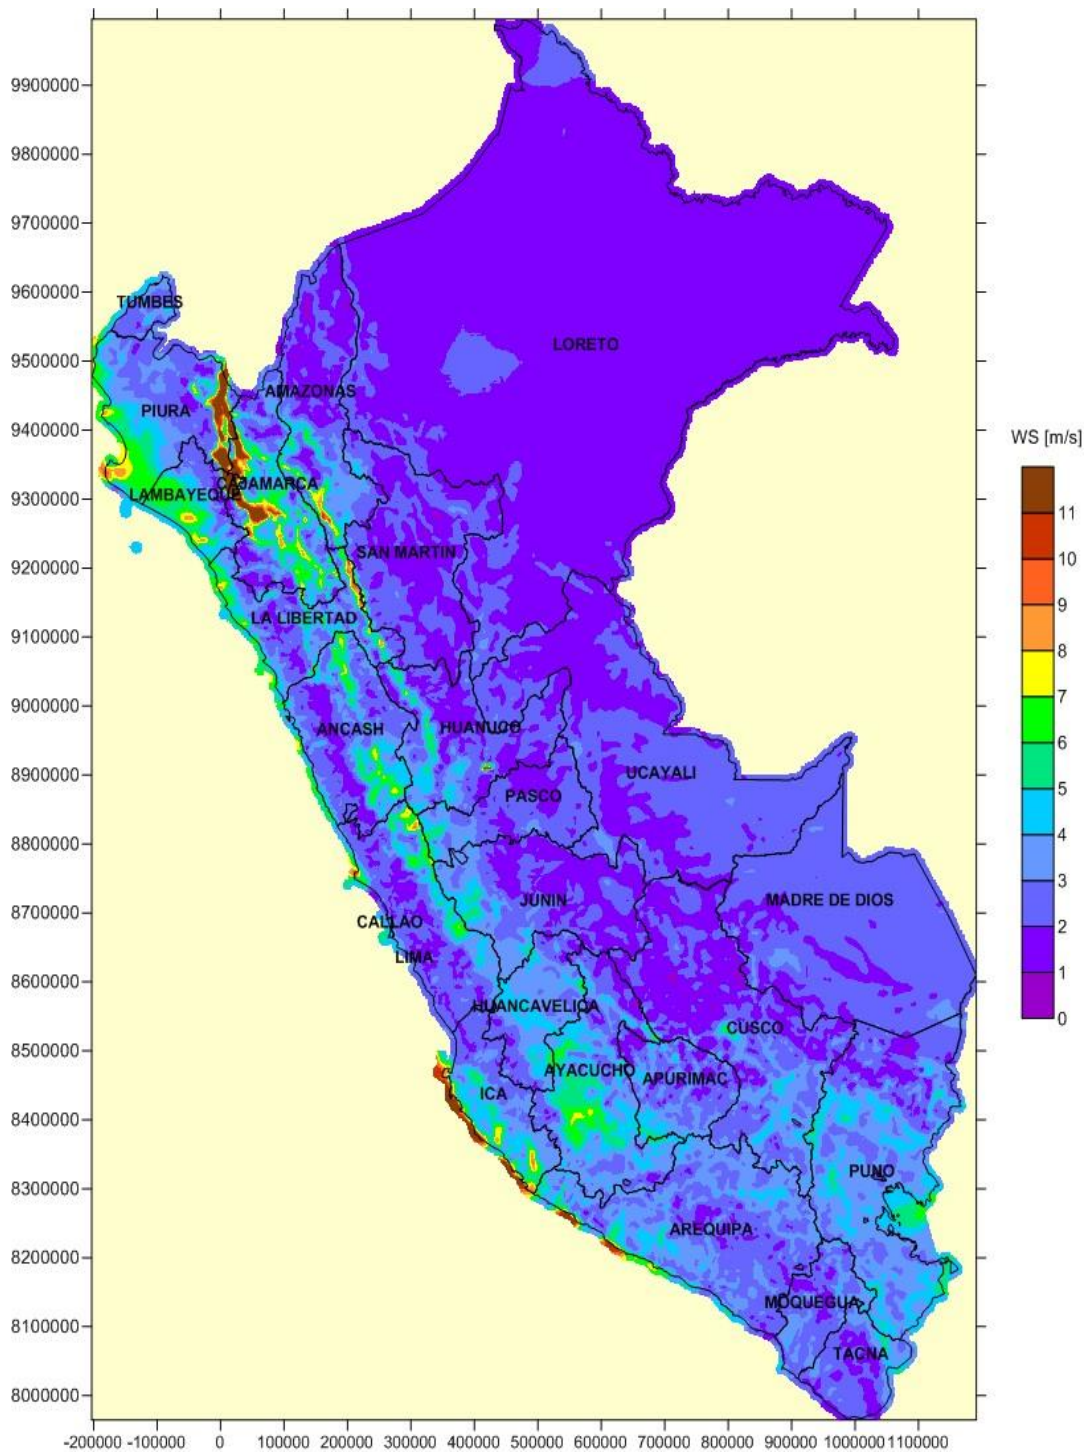 9900000
9800000
9700000
9600000
TUMBES
LORETO
9500000
AMAZONAS
PIURA
9400000
WS [m/s]
CAJAMARCA
LAMBAYEQUE
9300000
11
SAN MARTIN
10
9200000
9
LA LIBERTAD
9100000
8
7
9000000
ANCASH
HUANUCO
6
UCAYALI
8900000
PASCO
5
4
8800000
3
MADRE DE DIOS
JUNIN
8700000
CALLAO
2
LIMA
1
8600000
HUANCAVELICA
0
CUSCO
8500000
AYACUCHO
APURIMAC
ICA
8400000
PUNO
8300000
AREQUIPA
8200000
MOQUEGUA
8100000
TACNA
8000000
-200000 -100000 0 100000 200000 300000 400000 500000 600000 700000 800000 900000 1000000 1100000